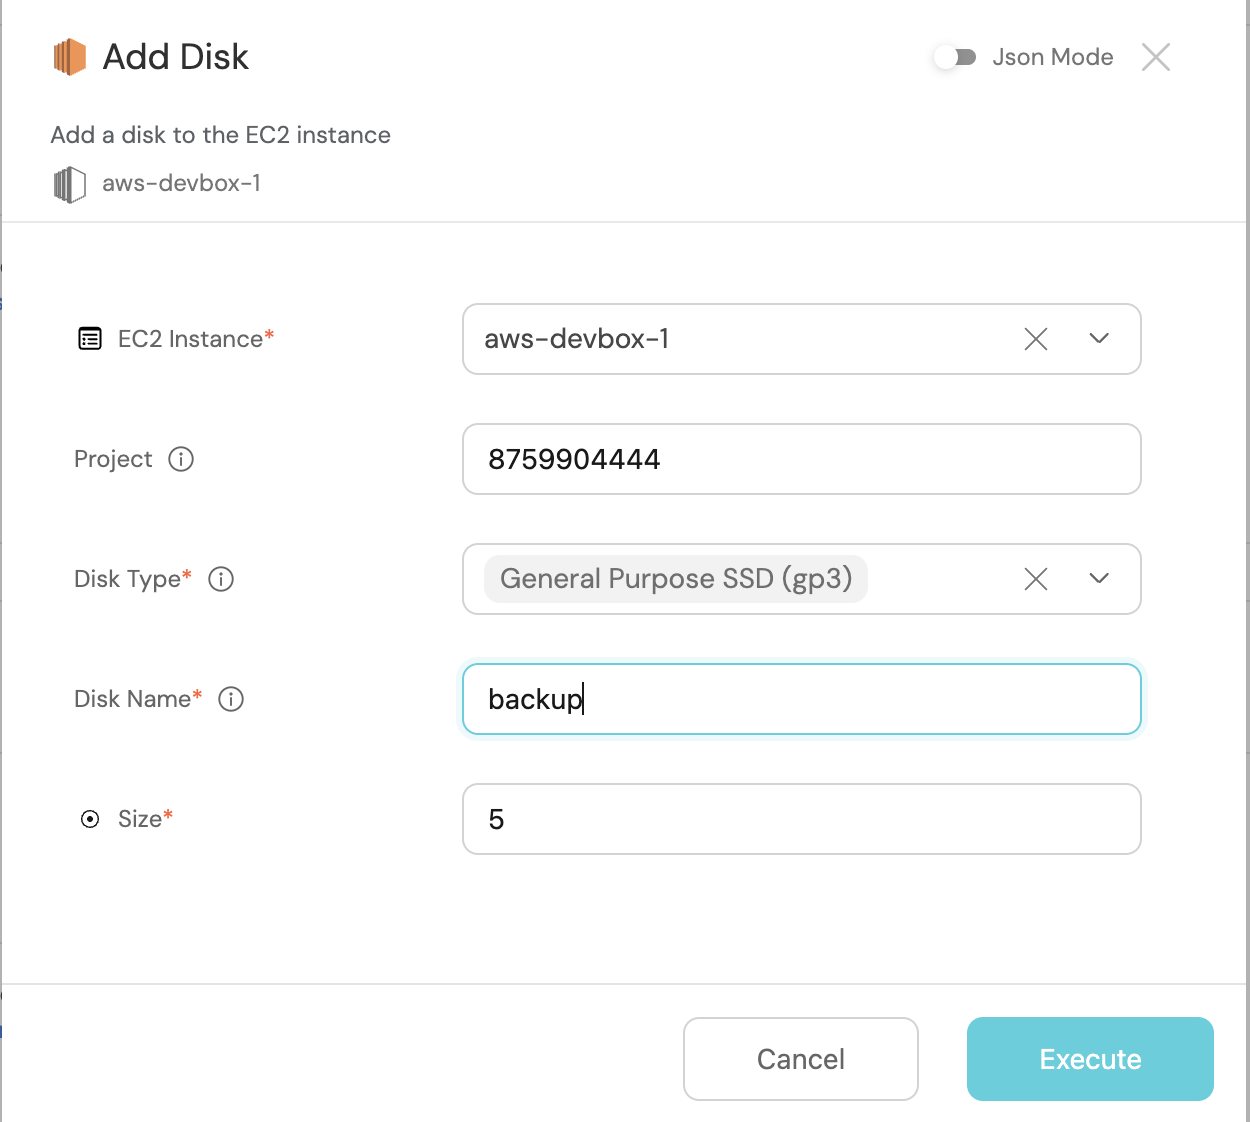 Add Disk
Json Mode
Add a disk to the EC2 instance
aws-devbox-1
EC2 Instance*
aws-devbox-1
Project
8759904444
Disk Type*
General Purpose SSD (gp3)
Disk Name*
backup
Size*
5
Cancel
Execute